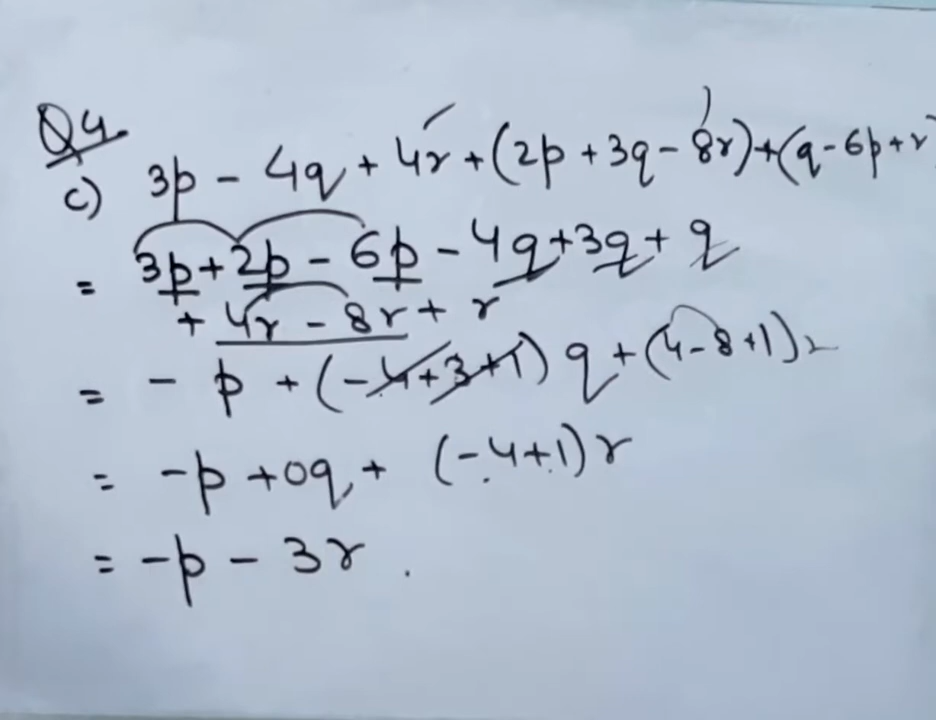 Q4.
c) 3p - 4q + 4r + (2p + 3q - 8r) + (q - 6p + r)
= 3p + 2p - 6p - 4q + 3q + q
+ 4r - 8r + r
= - p + (-4+3+1) q + (4-8+1) r
= -p + 0q + (-4+1) r
= -p - 3r .